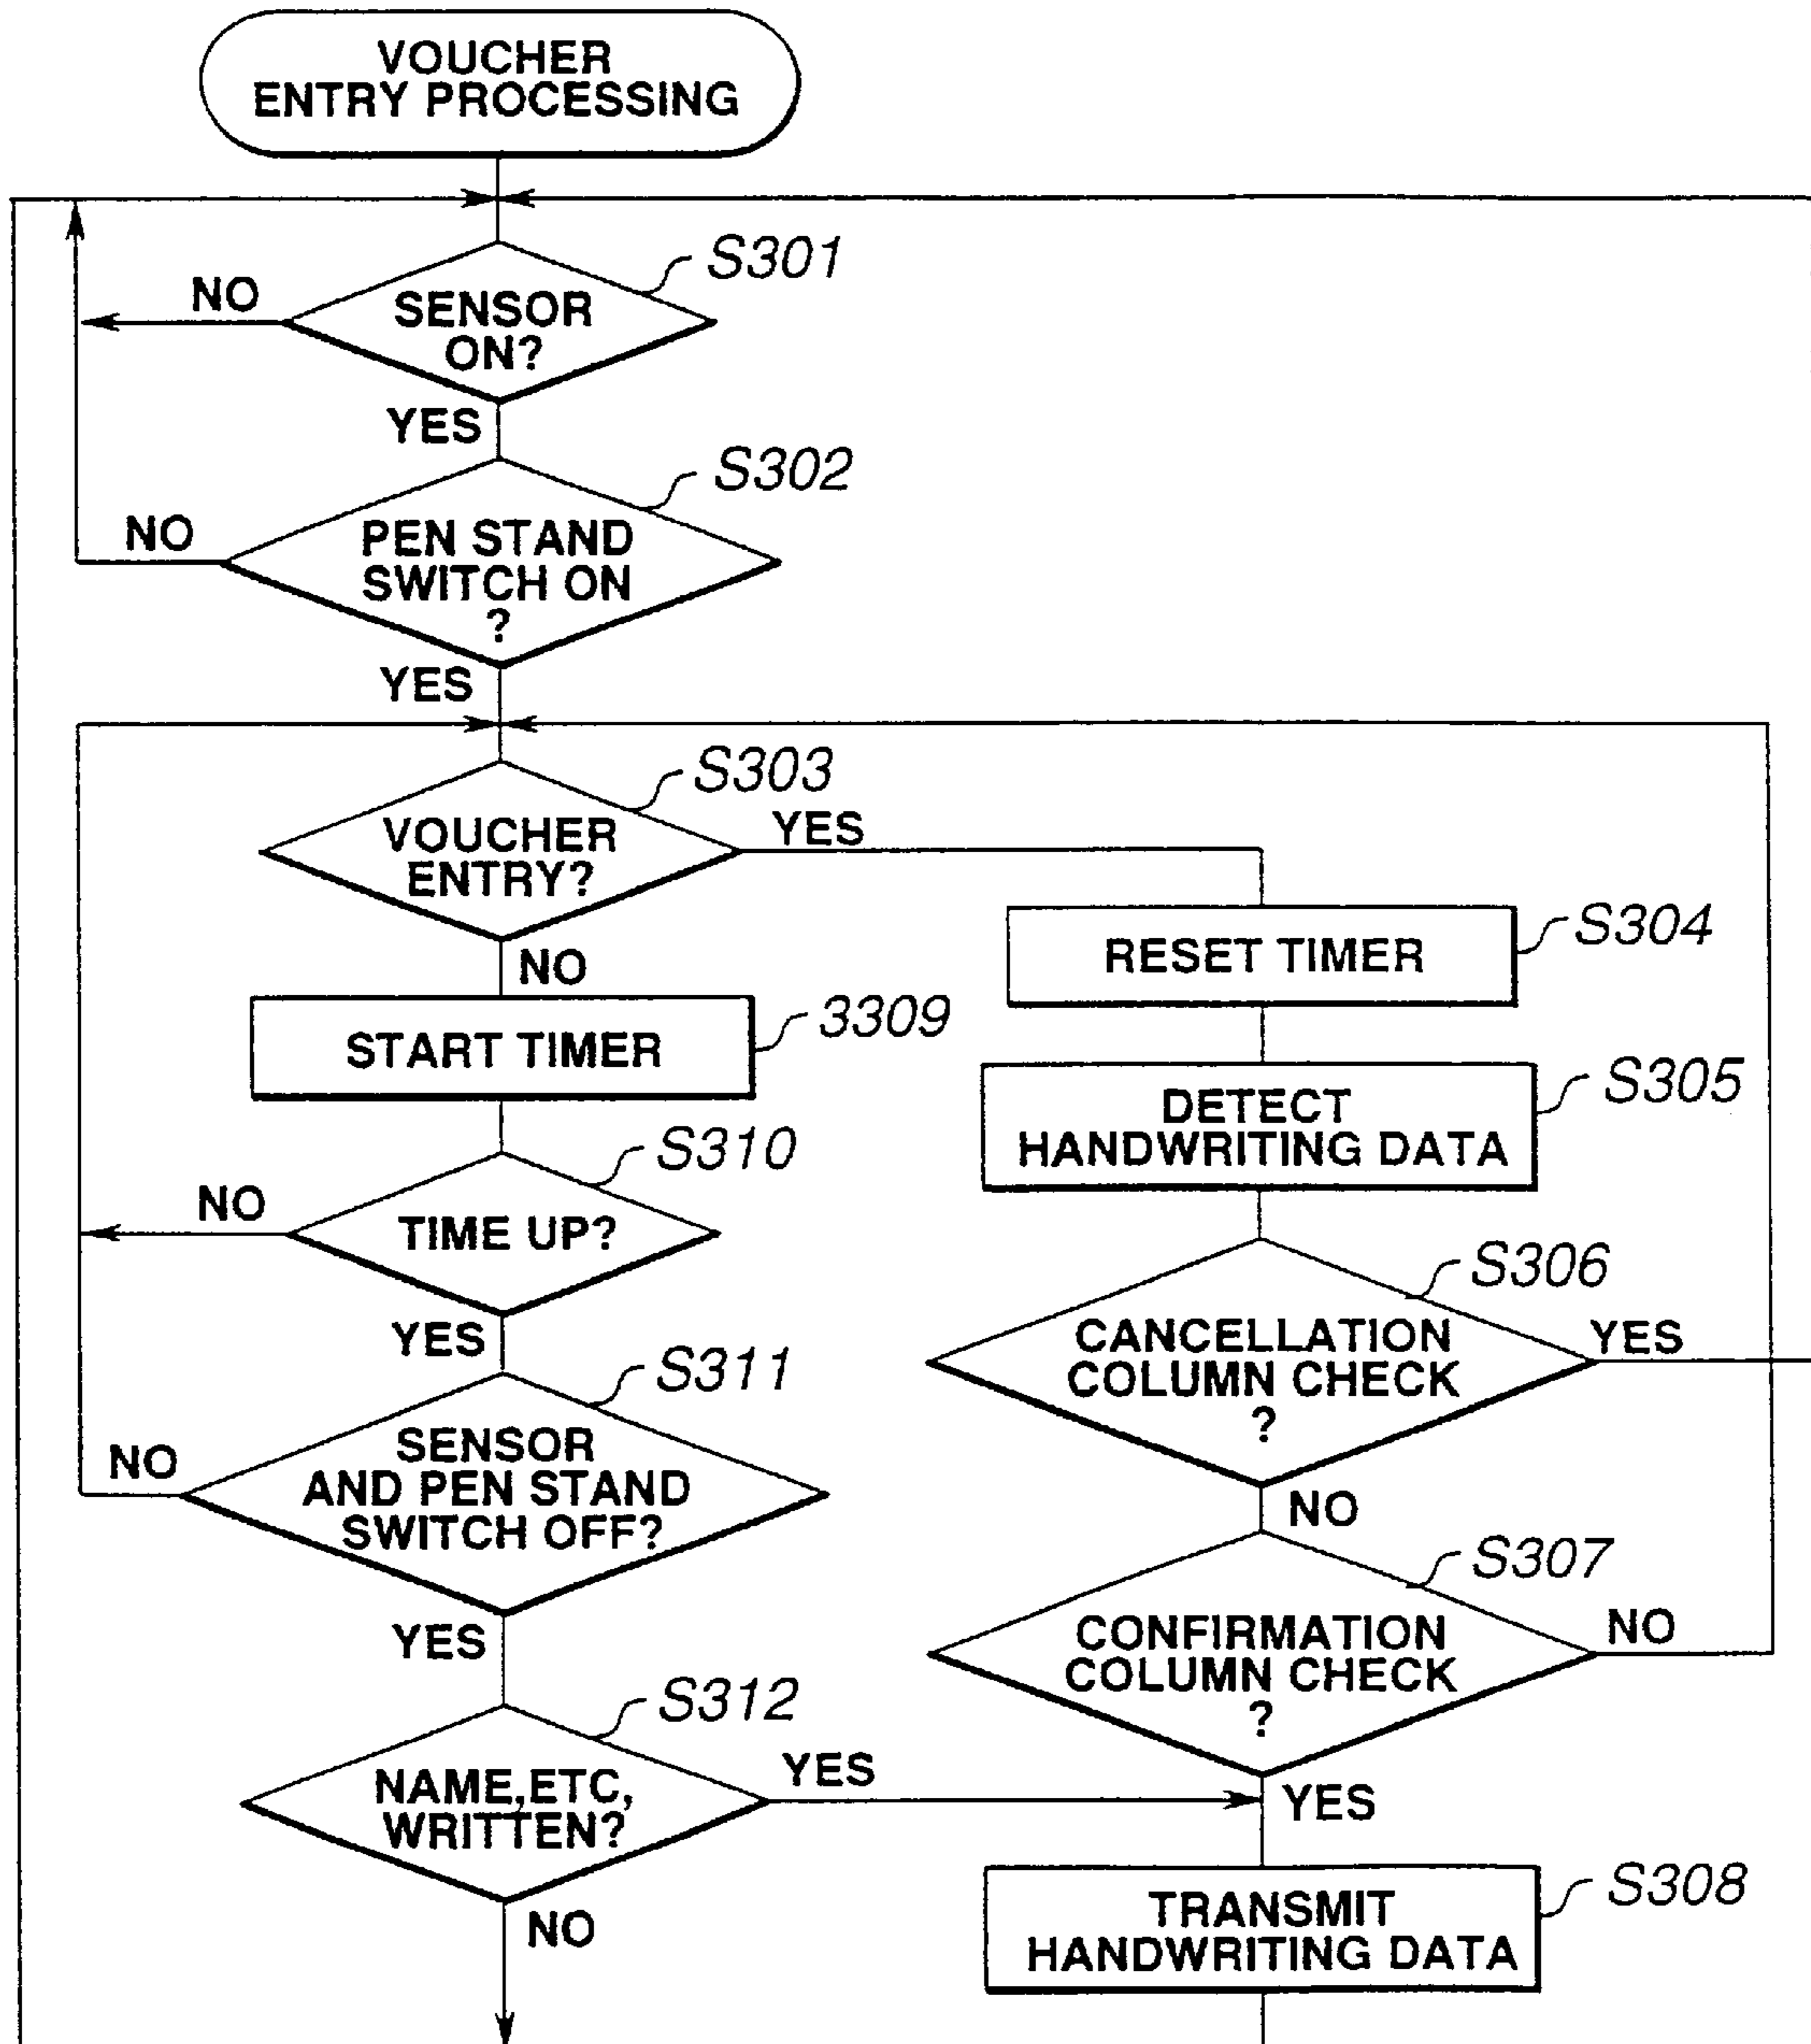 VOUCHER
ENTRY PROCESSING
S301
NO
SENSOR
ON?
YES
S302
NO
PEN STAND
SWITCH ON
?
YES
S303
YES
VOUCHER
ENTRY?
NO
S304
RESET TIMER
3309
START TIMER
S305
DETECT
HANDWRITING DATA
S310
NO
TIME UP?
YES
S306
CANCELLATION
COLUMN CHECK
?
YES
NO
S311
NO
SENSOR
AND PEN STAND
SWITCH OFF?
YES
S307
CONFIRMATION
COLUMN CHECK
?
NO
YES
S312
YES
NAME,ETC,
WRITTEN?
NO
S308
TRANSMIT
HANDWRITING DATA